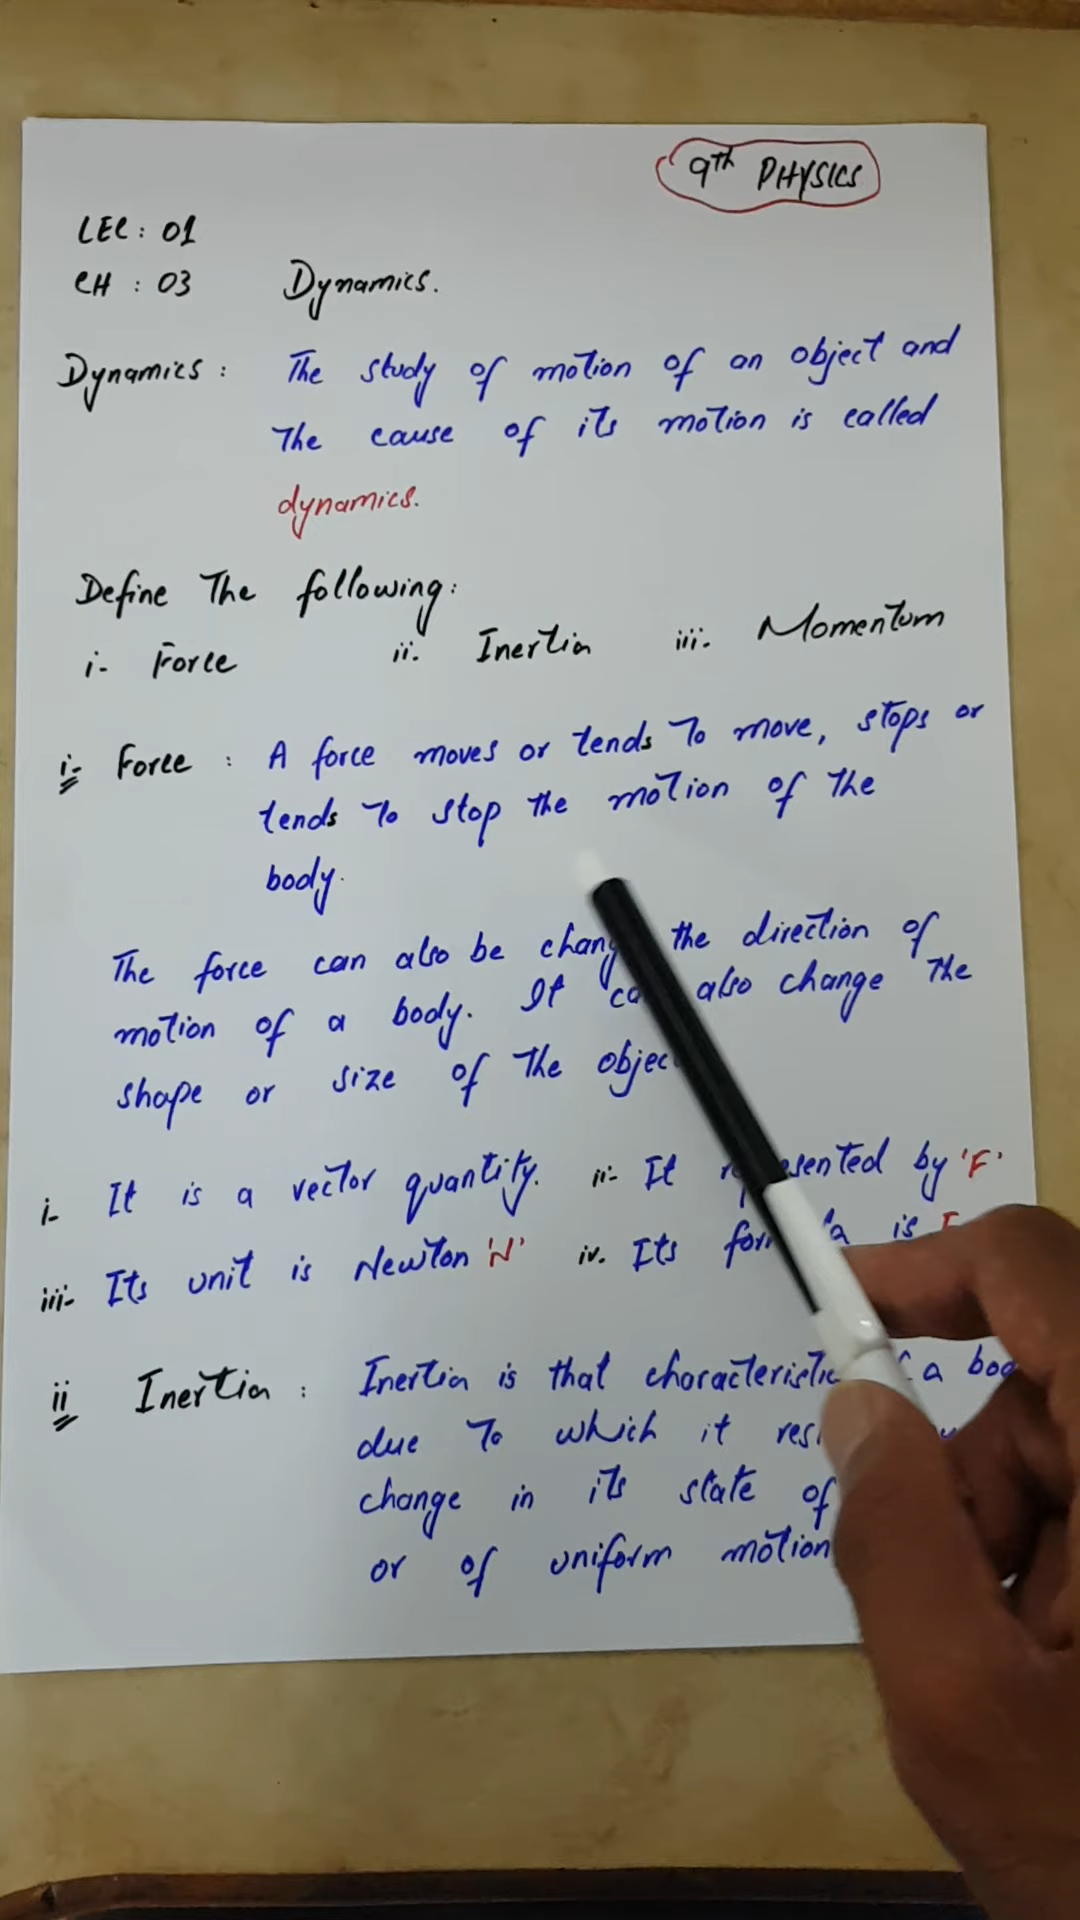 9th PHYSICS
LEC: 01
CH : 03 Dynamics.
Dynamics: The study of motion of an object and
The cause of its motion is called
dynamics.
Define The following:
i- Force ii. Inertia iii. Momentum
i- Force : A force moves or tends To move, stops or
tends To stop the motion of the
body.
The force can also be the direction of
motion of a body. It also change The
shape or size of The
i- It is a vector quantity. ii- It by 'F'
iii- Its unit is Newton 'N' iv. Its is
ii Inertia : Inertia is that a
due To which it
change in its state of
or of uniform motion